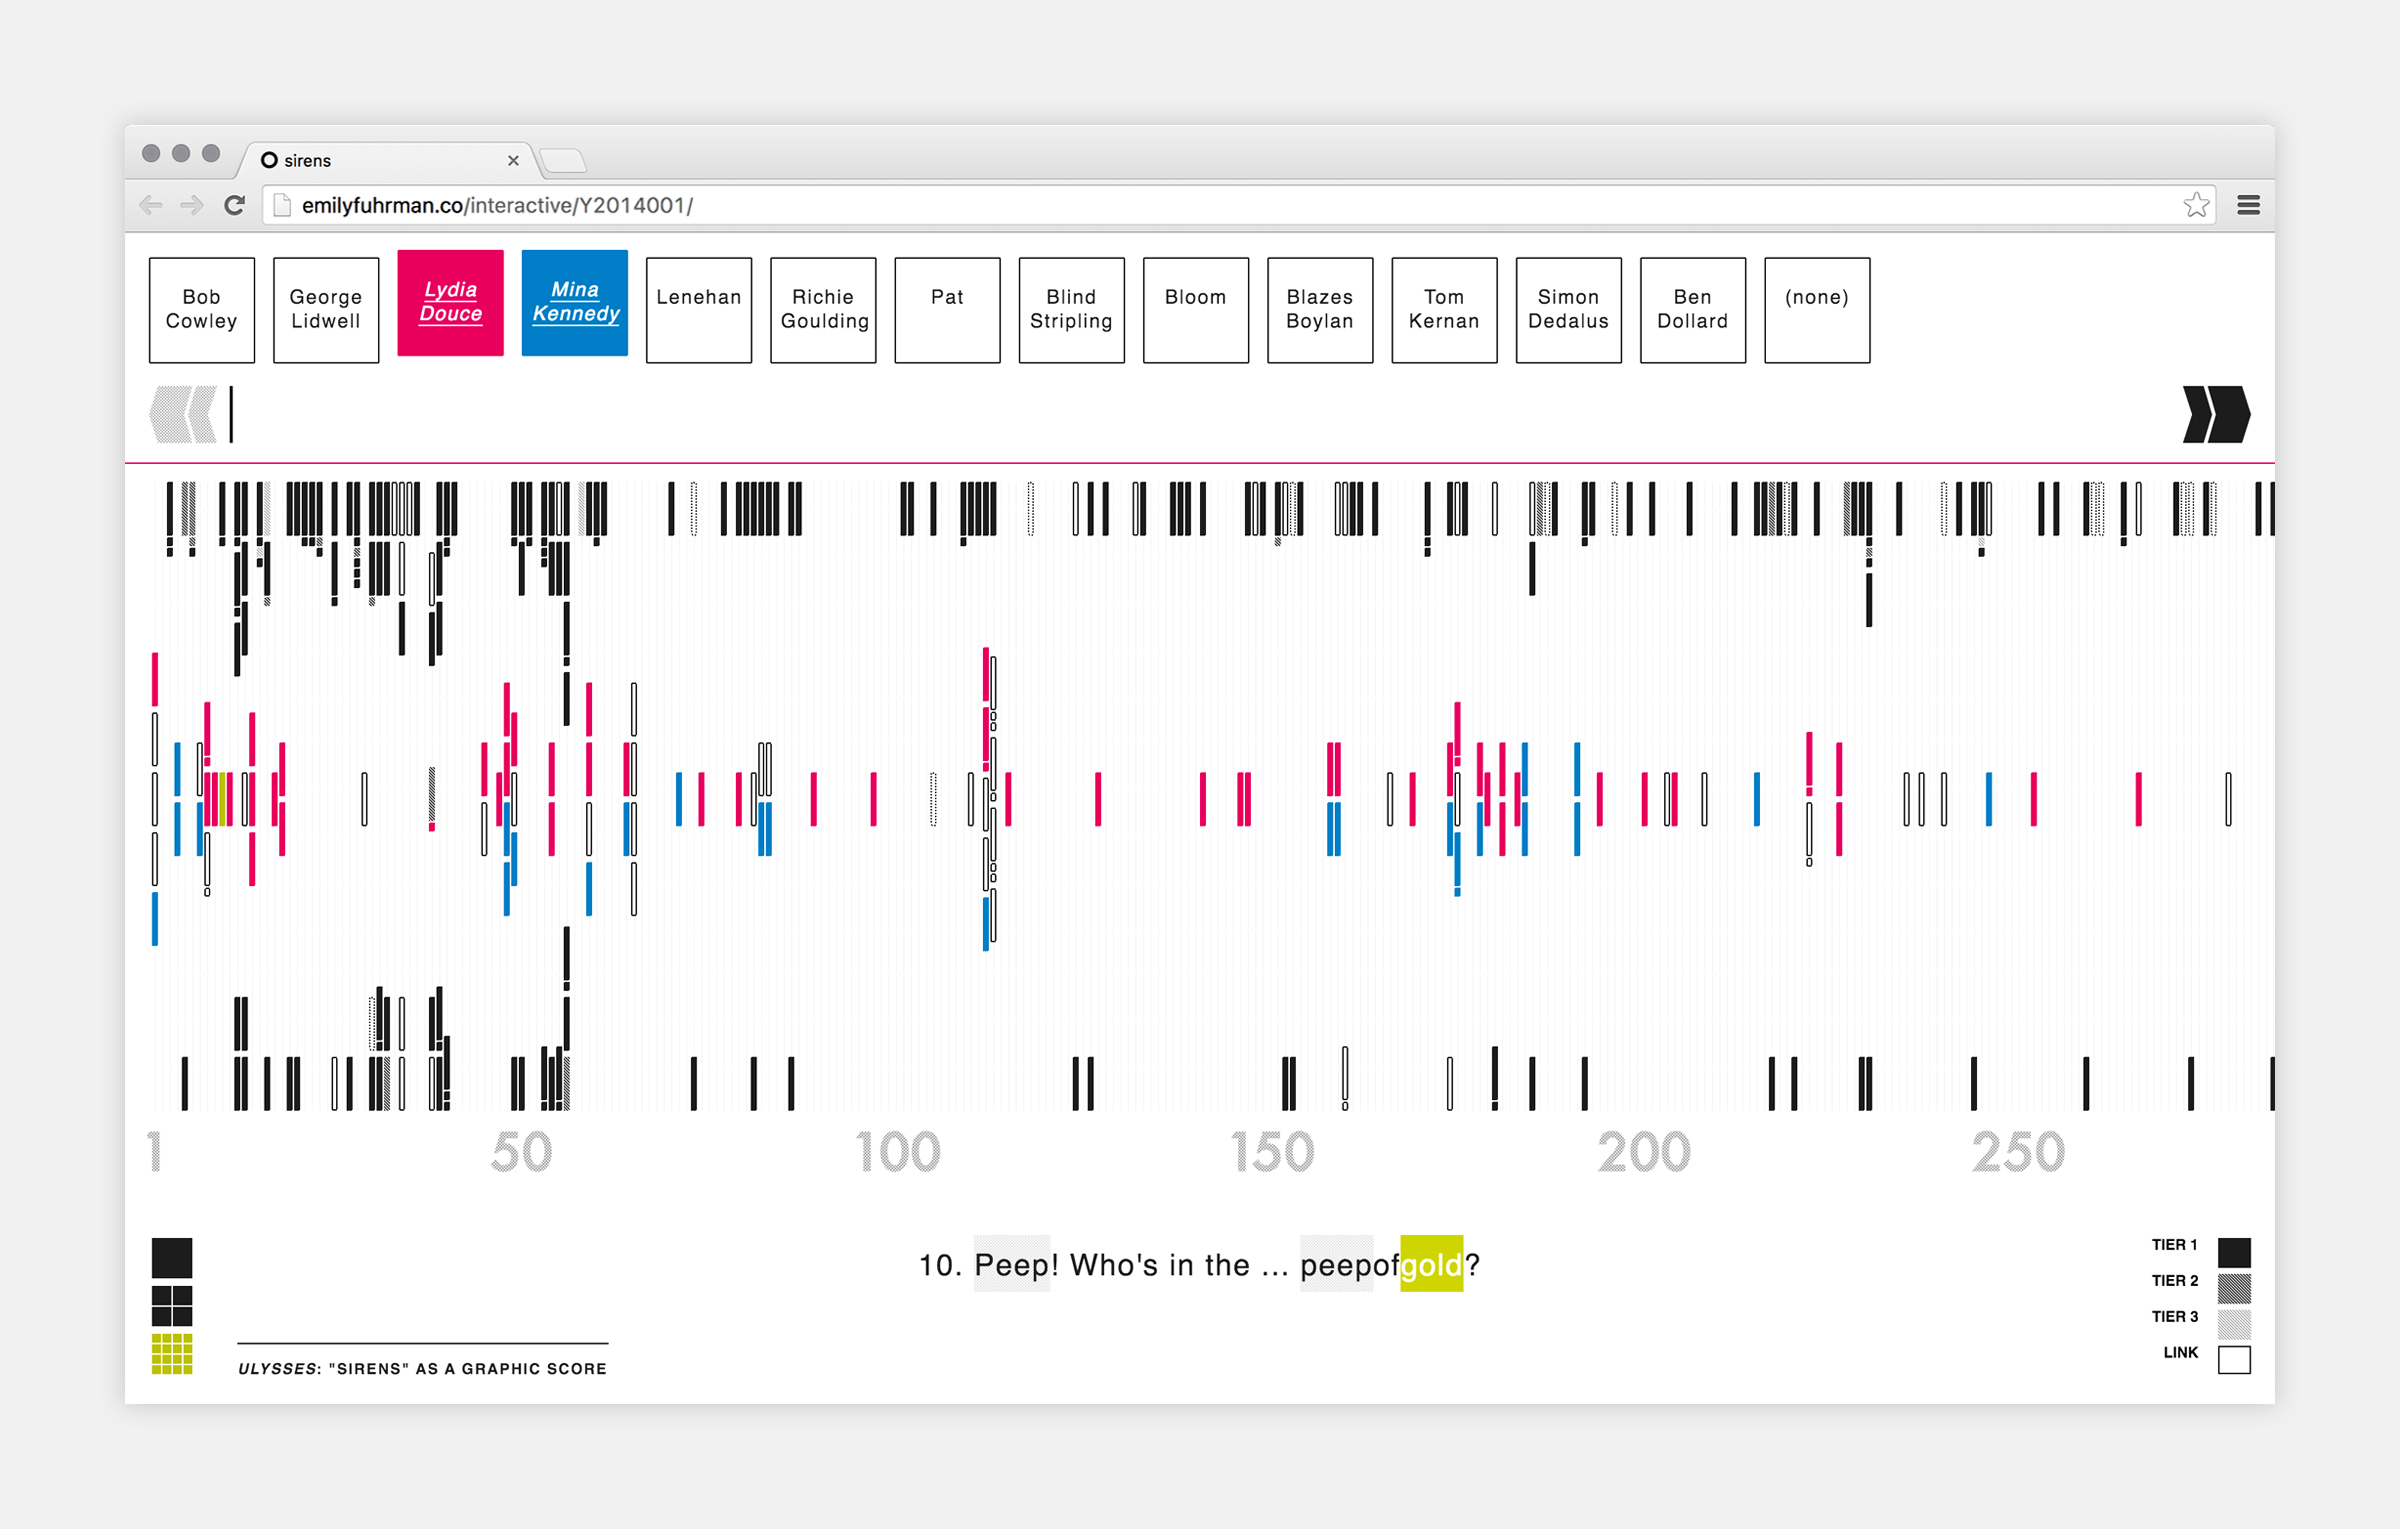 sirens
emilyfuhrman.co/interactive/Y2014001/
Bob
Cowley
George
Lidwell
Lydia
Douce
Mina
Kennedy
Lenehan
Richie
Goulding
Pat
Blind
Stripling
Bloom
Blazes
Boylan
Tom
Kernan
Simon
Dedalus
Ben
Dollard
(none)
1 50 100 150 200 250
10. Peep! Who's in the ... peepofgold?
TIER 1
TIER 2
TIER 3
LINK
ULYSSES: "SIRENS" AS A GRAPHIC SCORE